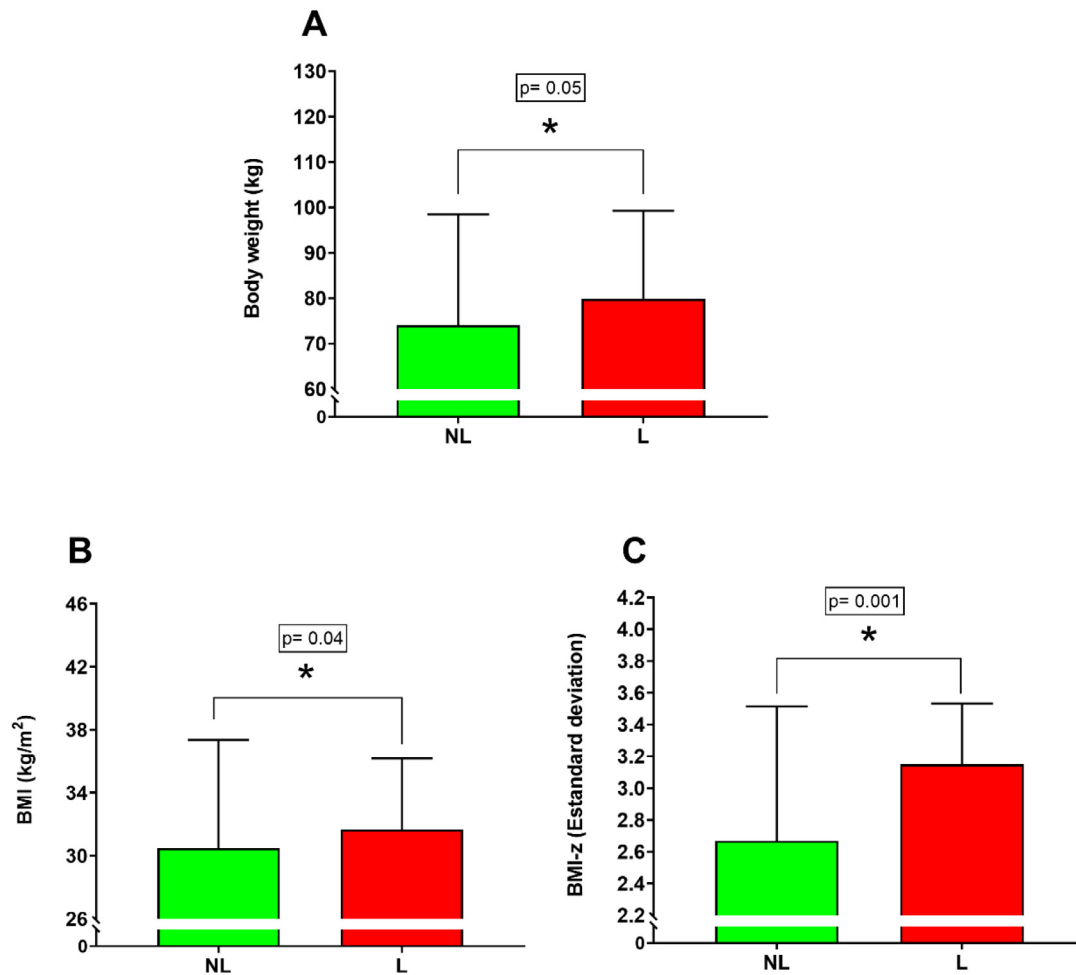 A
p= 0.05
*
Body weight (kg)
130
120
110
100
90
80
70
60
0
NL L
B
p= 0.04
*
BMI (kg/m²)
46
42
38
34
30
26
0
NL L
C
p= 0.001
*
BMI-z (Estandard deviation)
4.2
4.0
3.8
3.6
3.4
3.2
3.0
2.8
2.6
2.4
2.2
0
NL L